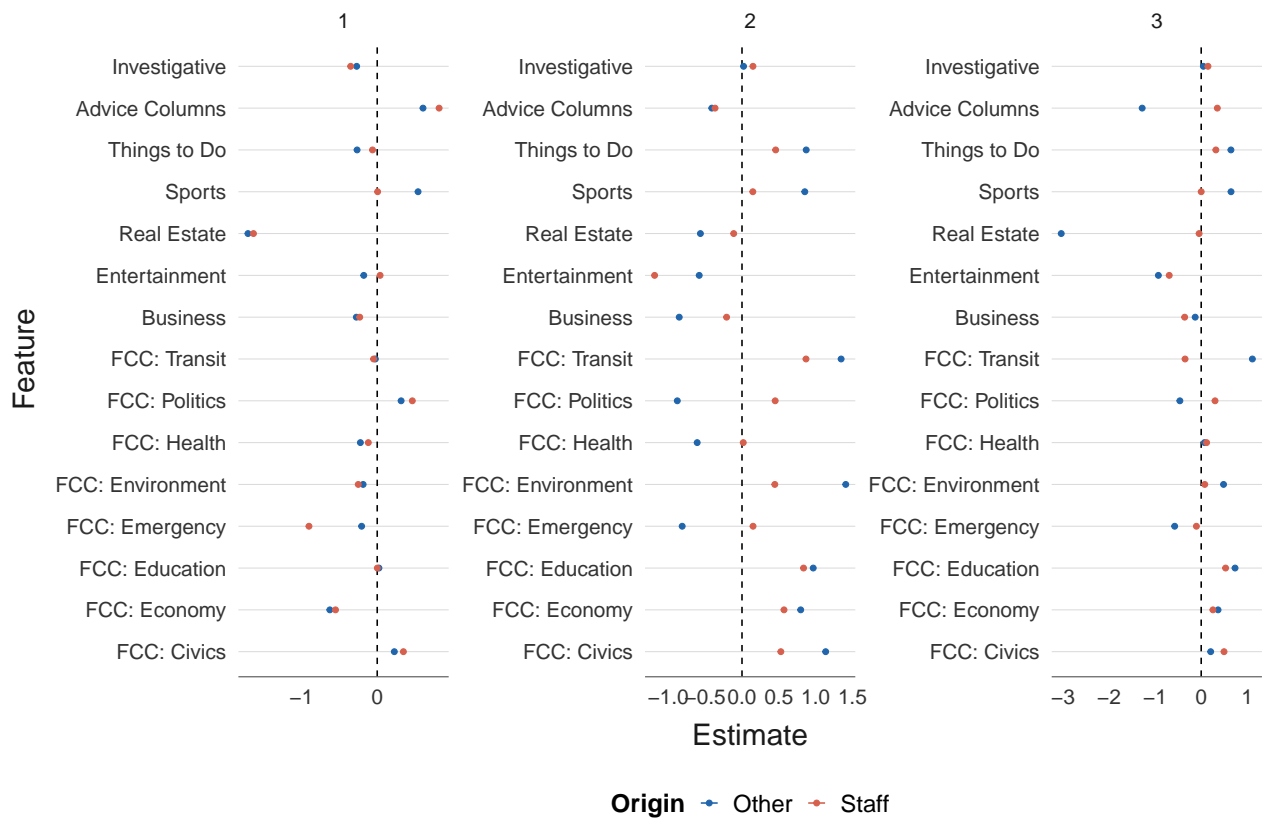 1 2 3
Investigative Investigative Investigative
Advice Columns Advice Columns Advice Columns
Things to Do Things to Do Things to Do
Sports Sports Sports
Real Estate Real Estate Real Estate
Entertainment Entertainment Entertainment
Business Business Business
FCC: Transit FCC: Transit FCC: Transit
FCC: Politics FCC: Politics FCC: Politics
FCC: Health FCC: Health FCC: Health
FCC: Environment FCC: Environment FCC: Environment
FCC: Emergency FCC: Emergency FCC: Emergency
FCC: Education FCC: Education FCC: Education
FCC: Economy FCC: Economy FCC: Economy
FCC: Civics FCC: Civics FCC: Civics
Feature
−1 0 −1.0 −0.5 0.0 0.5 1.0 1.5 −3 −2 −1 0 1
Estimate
Origin Other Staff